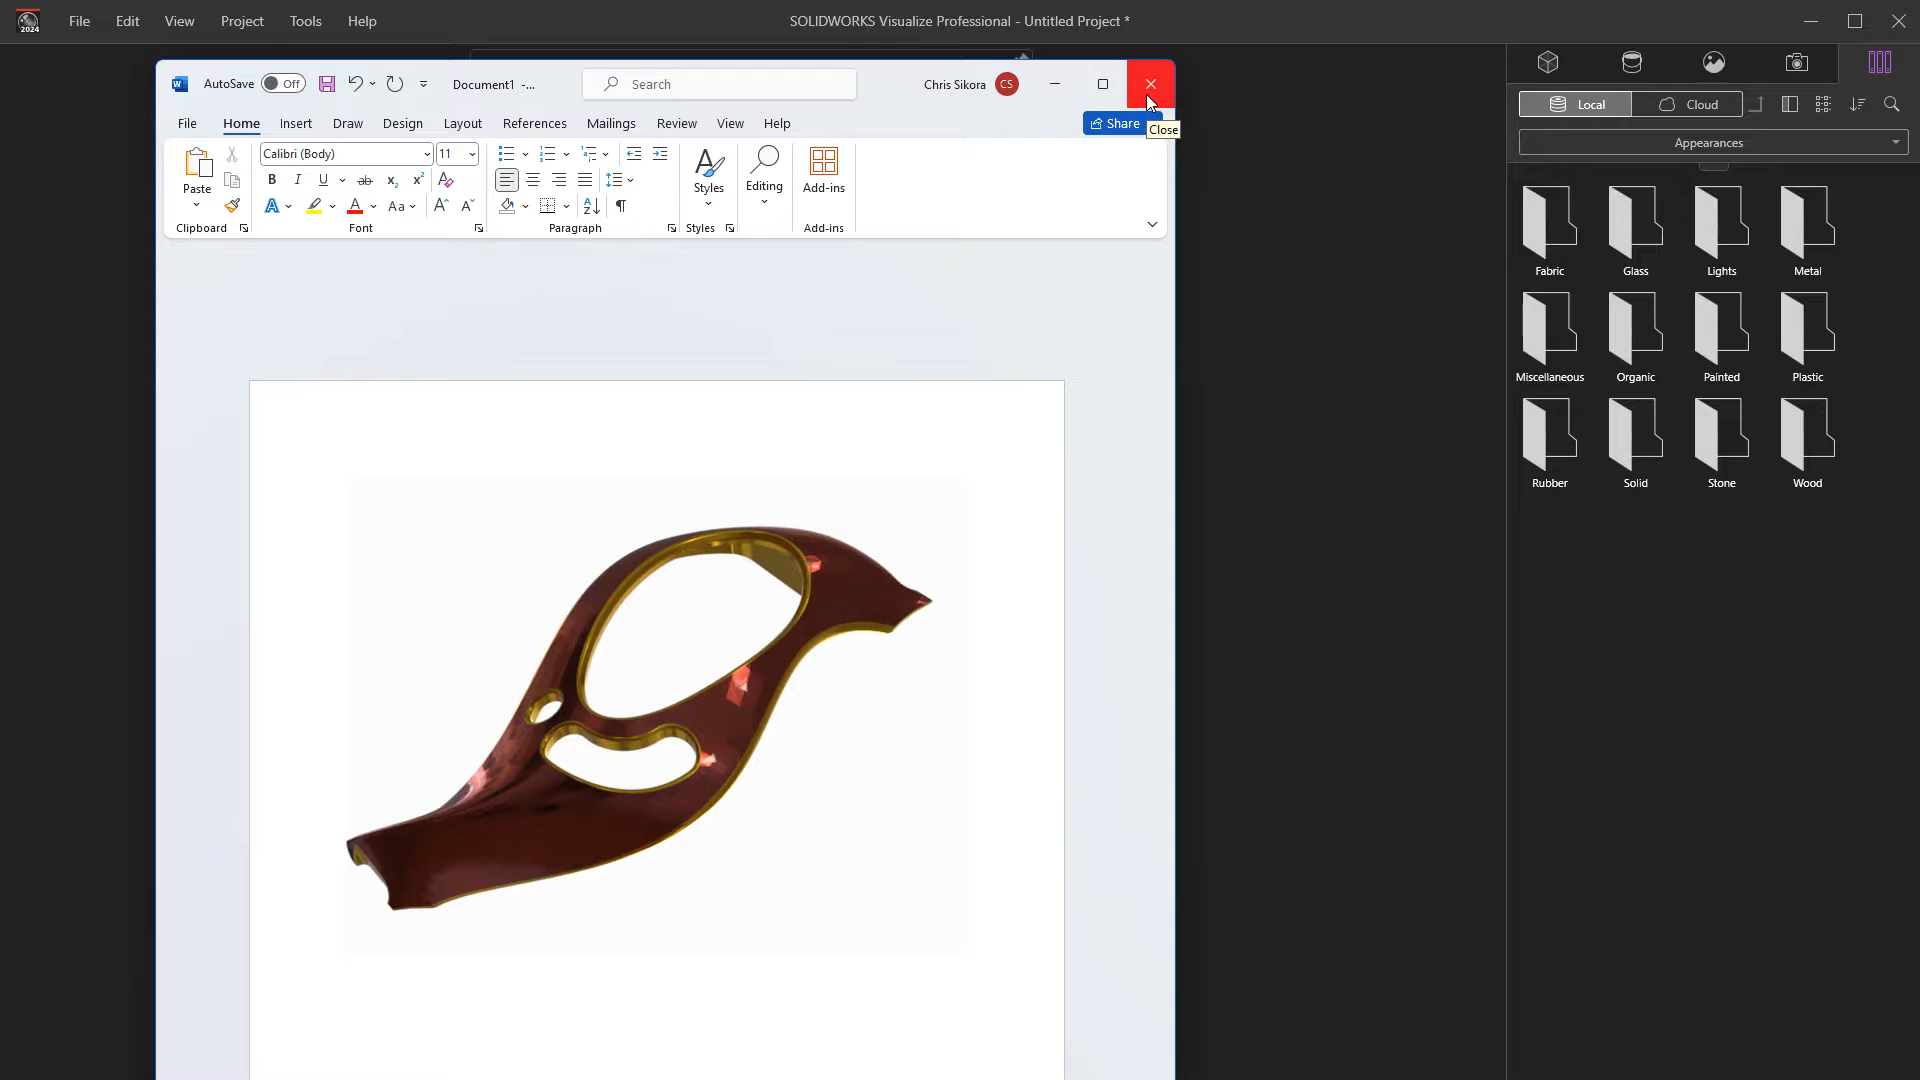 2024
File Edit View Project Tools Help
SOLIDWORKS Visualize Professional - Untitled Project *
AutoSave Off
Document1 -...
Search
Chris Sikora CS
File Home Insert Draw Design Layout References Mailings Review View Help
Share
Close
Calibri (Body) 11
Paste
B I U ab x₂ x²
A A Aa A A
Styles
Editing
Add-ins
Clipboard
Font
Paragraph
Styles
Add-ins
Local
Cloud
Appearances
Fabric Glass Lights Metal
Miscellaneous Organic Painted Plastic
Rubber Solid Stone Wood